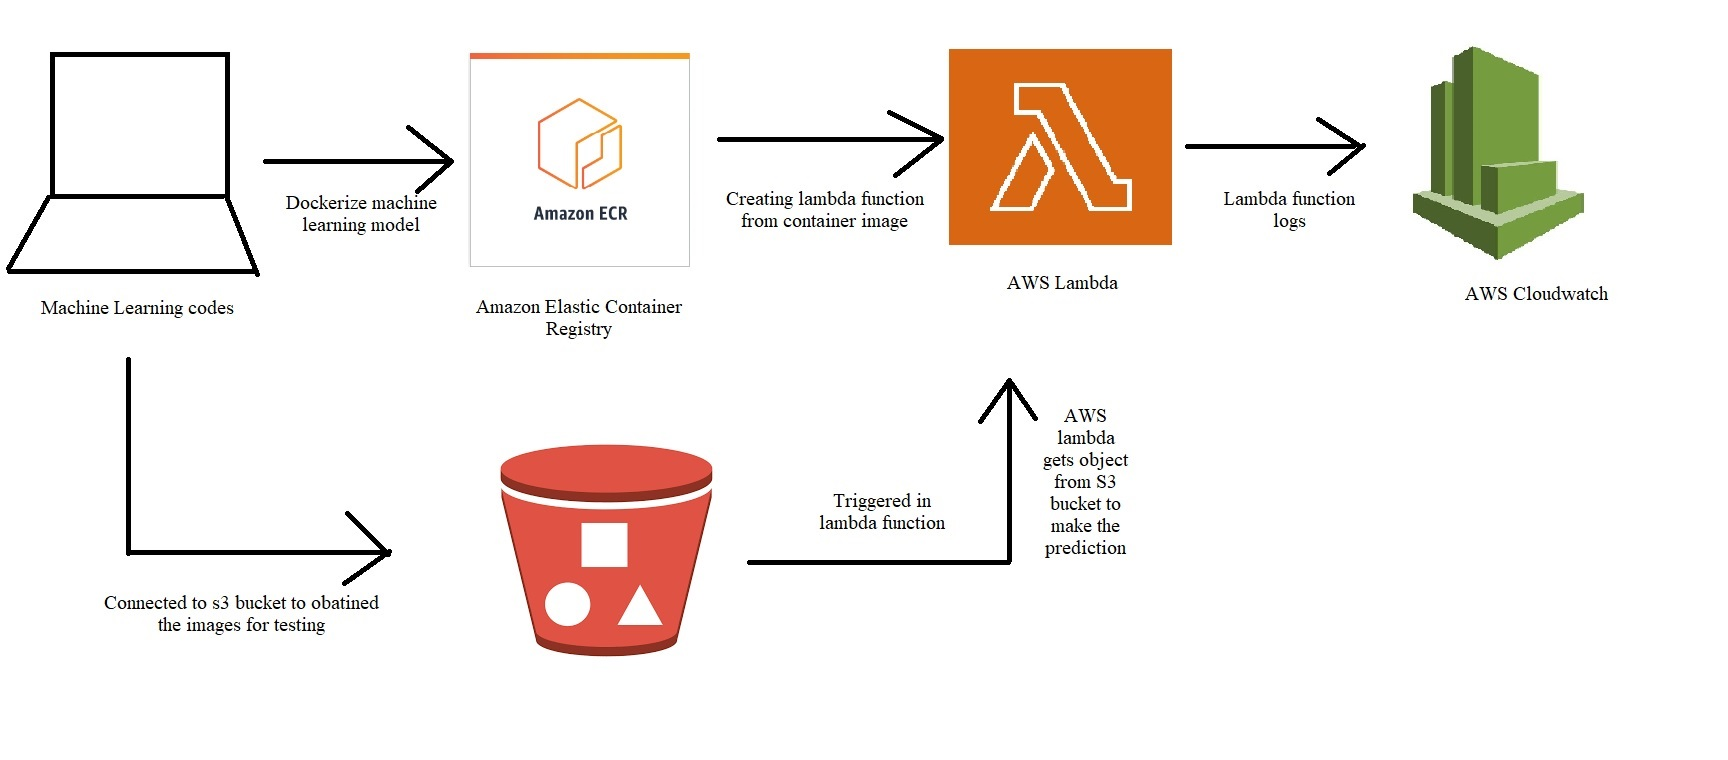 Dockerize machine
learning model
Amazon ECR
Creating lambda function
from container image
Lambda function
logs
Machine Learning codes
Amazon Elastic Container
Registry
AWS Lambda
AWS Cloudwatch
Connected to s3 bucket to obatined
the images for testing
Triggered in
lambda function
AWS
lambda
gets object
from S3
bucket to
make the
prediction